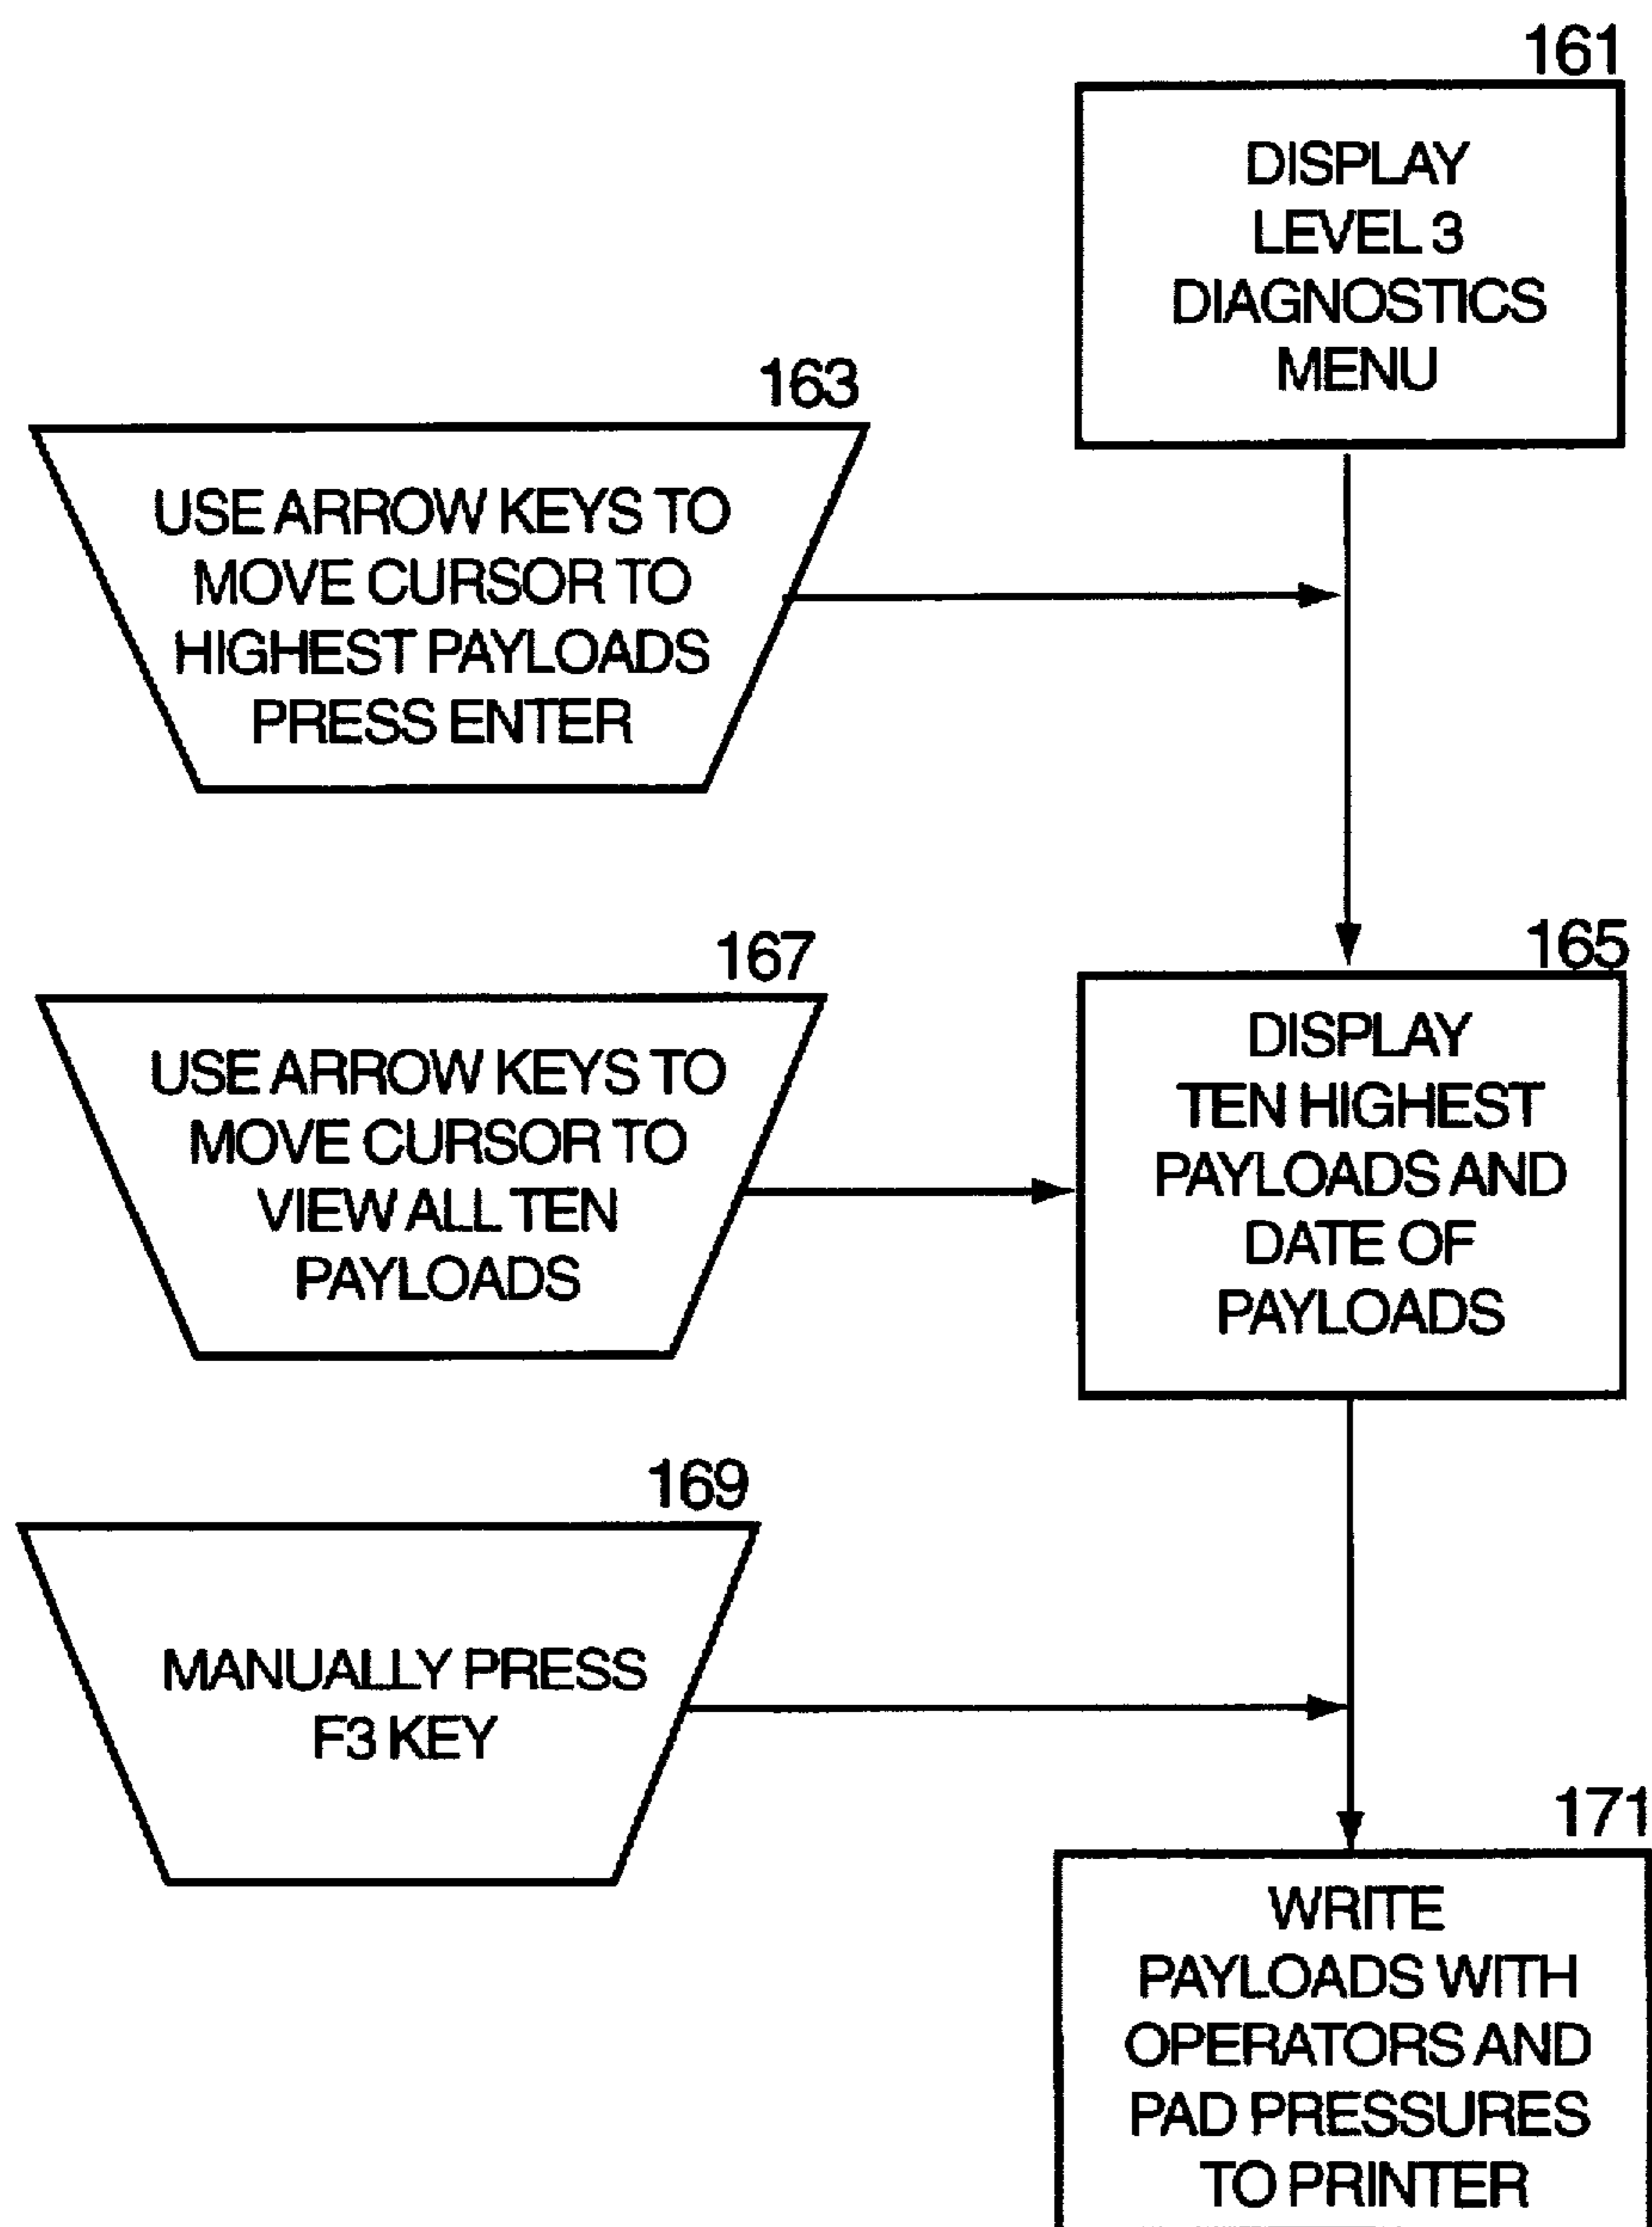 161
DISPLAY
LEVEL 3
DIAGNOSTICS
MENU
163
USE ARROW KEYS TO
MOVE CURSOR TO
HIGHEST PAYLOADS
PRESS ENTER
167
USE ARROW KEYS TO
MOVE CURSOR TO
VIEW ALL TEN
PAYLOADS
165
DISPLAY
TEN HIGHEST
PAYLOADS AND
DATE OF
PAYLOADS
169
MANUALLY PRESS
F3 KEY
171
WRITE
PAYLOADS WITH
OPERATORS AND
PAD PRESSURES
TO PRINTER